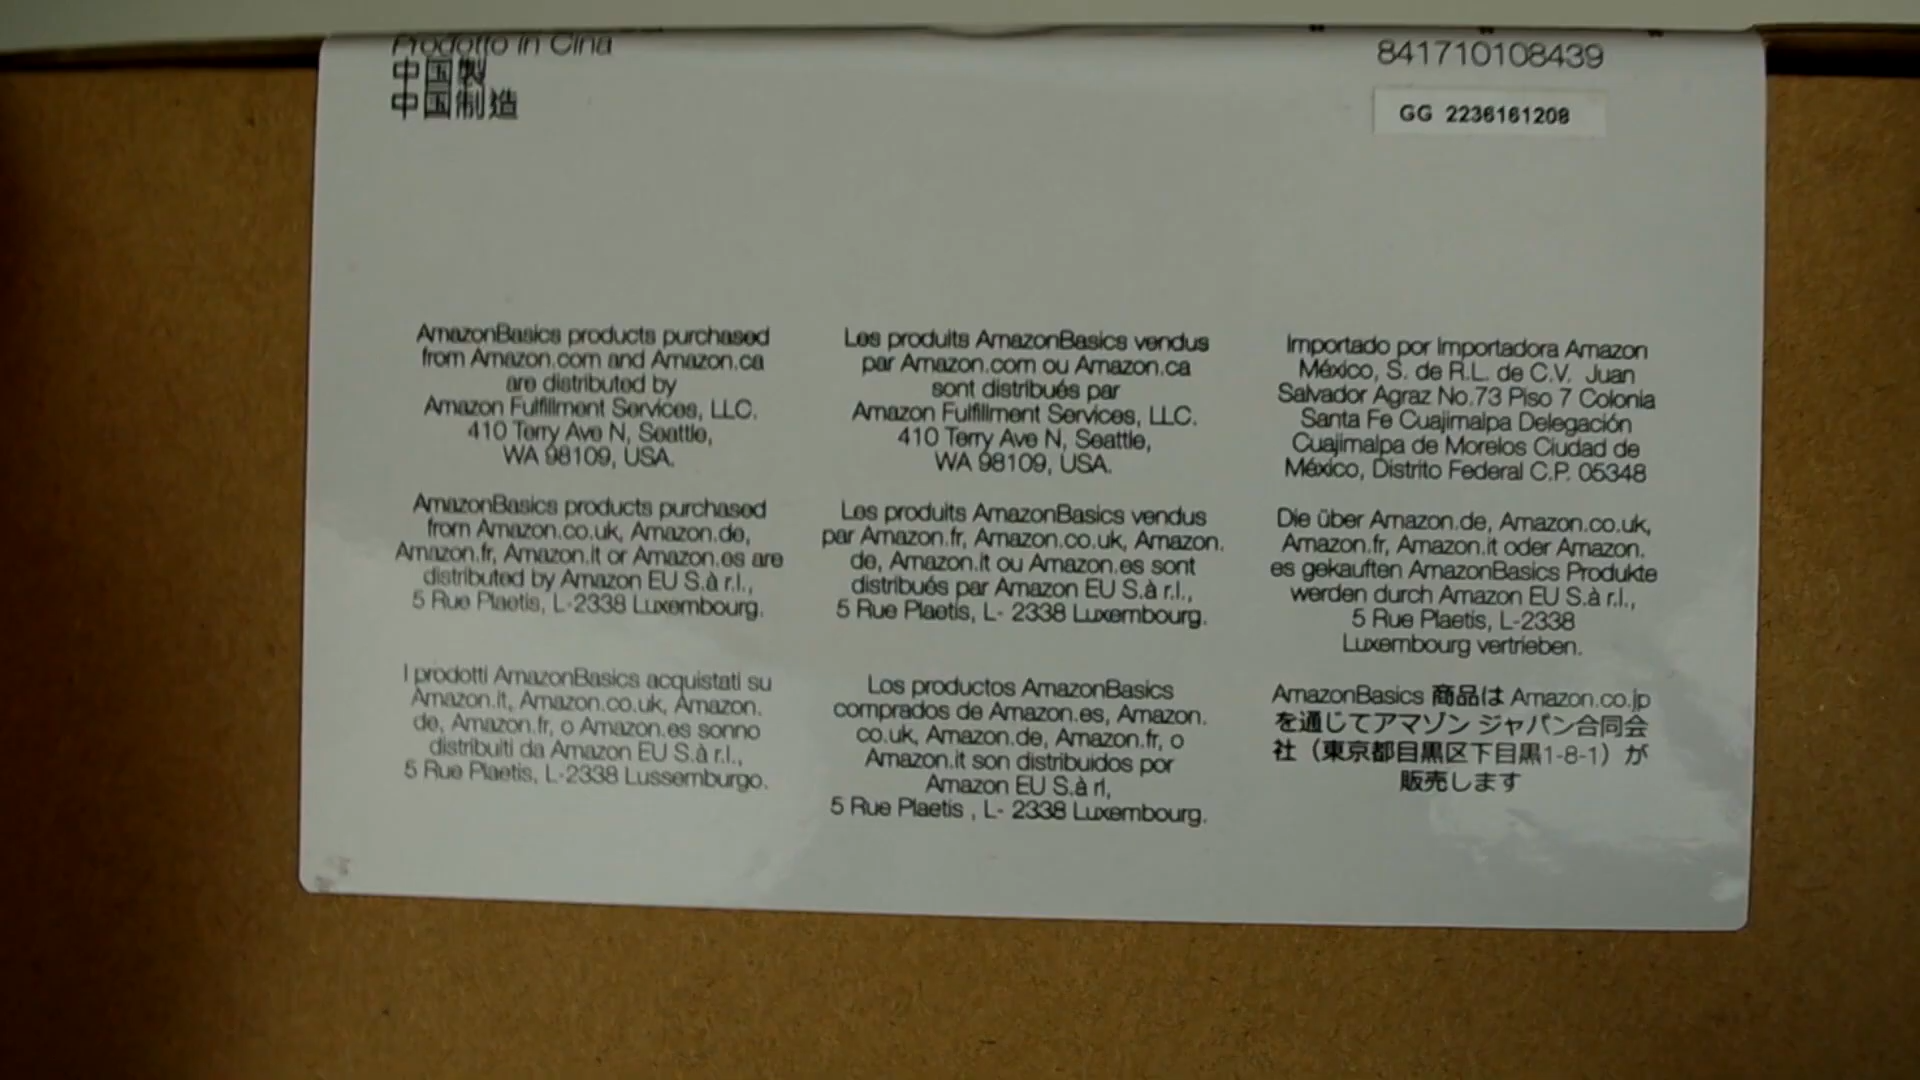 Prodotto in Cina
中国製
中国制造
841710108439
GG 2236161208
AmazonBasics products purchased
from Amazon.com and Amazon.ca
are distributed by
Amazon Fulfillment Services, LLC.
410 Terry Ave N, Seattle,
WA 98109, USA.
Les produits AmazonBasics vendus
par Amazon.com ou Amazon.ca
sont distribués par
Amazon Fulfillment Services, LLC.
410 Terry Ave N, Seattle,
WA 98109, USA.
Importado por Importadora Amazon
México, S. de R.L. de C.V. Juan
Salvador Agraz No.73 Piso 7 Colonia
Santa Fe Cuajimalpa Delegación
Cuajimalpa de Morelos Ciudad de
México, Distrito Federal C.P. 05348
AmazonBasics products purchased
from Amazon.co.uk, Amazon.de,
Amazon.fr, Amazon.it or Amazon.es are
distributed by Amazon EU S.à r.l.,
5 Rue Plaetis, L-2338 Luxembourg.
Les produits AmazonBasics vendus
par Amazon.fr, Amazon.co.uk, Amazon.
de, Amazon.it ou Amazon.es sont
distribués par Amazon EU S.à r.l.,
5 Rue Plaetis, L- 2338 Luxembourg.
Die über Amazon.de, Amazon.co.uk,
Amazon.fr, Amazon.it oder Amazon.
es gekauften AmazonBasics Produkte
werden durch Amazon EU S.à r.l.,
5 Rue Plaetis, L-2338
Luxembourg vertrieben.
I prodotti AmazonBasics acquistati su
Amazon.it, Amazon.co.uk, Amazon.
de, Amazon.fr, o Amazon.es sonno
distribuiti da Amazon EU S.à r.l.,
5 Rue Plaetis, L-2338 Lussemburgo.
Los productos AmazonBasics
comprados de Amazon.es, Amazon.
co.uk, Amazon.de, Amazon.fr, o
Amazon.it son distribuidos por
Amazon EU S.à rl,
5 Rue Plaetis , L- 2338 Luxembourg.
AmazonBasics 商品は Amazon.co.jp
を通じてアマゾン ジャパン合同会
社（東京都目黒区下目黒1-8-1）が
販売します